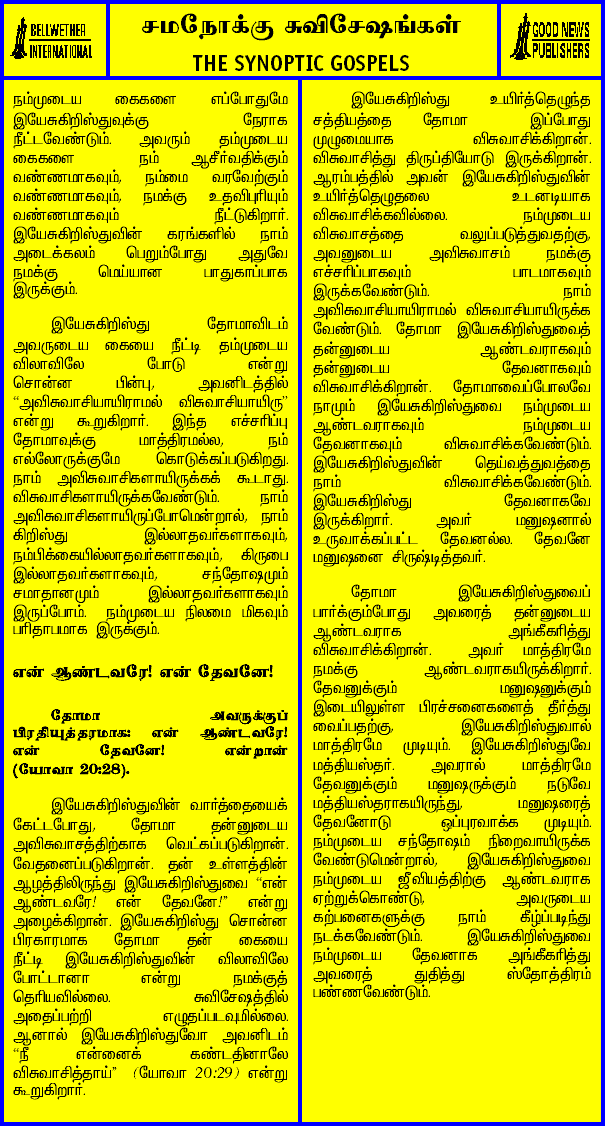 BELLWETHER
INTERNATIONAL
சமநோக்கு சுவிசேஷங்கள்
THE SYNOPTIC GOSPELS
GOOD NEWS
PUBLISHERS
நம்முடைய கைகளை எப்போதுமே
இயேசுகிறிஸ்துவுக்கு நேராக
நீட்டவேண்டும். அவரும் தம்முடைய
கைகளை நம் ஆசீர்வதிக்கும்
வண்ணமாகவும், நம்மை வரவேற்கும்
வண்ணமாகவும், நமக்கு உதவிபுரியும்
வண்ணமாகவும் நீட்டுகிறார்.
இயேசுகிறிஸ்துவின் கரங்களில் நாம்
அடைக்கலம் பெறும்போது அதுவே
நமக்கு மெய்யான பாதுகாப்பாக
இருக்கும்.
இயேசுகிறிஸ்து தோமாவிடம்
அவருடைய கையை நீட்டி தம்முடைய
விலாவிலே போடு என்று
சொன்ன பின்பு, அவனிடத்தில்
“அவிசுவாசியாயிராமல் விசுவாசியாயிரு”
என்று கூறுகிறார். இந்த எச்சரிப்பு
தோமாவுக்கு மாத்திரமல்ல, நம்
எல்லோருக்குமே கொடுக்கப்படுகிறது.
நாம் அவிசுவாசிகளாயிருக்கக் கூடாது.
விசுவாசிகளாயிருக்கவேண்டும். நாம்
அவிசுவாசிகளாயிருப்போமென்றால், நாம்
கிறிஸ்து இல்லாதவர்களாகவும்,
நம்பிக்கையில்லாதவர்களாகவும், கிருபை
இல்லாதவர்களாகவும், சந்தோஷமும்
சமாதானமும் இல்லாதவர்களாகவும்
இருப்போம். நம்முடைய நிலமை மிகவும்
பரிதாபமாக இருக்கும்.
என் ஆண்டவரே! என் தேவனே!
தோமா அவருக்குப்
பிரதியுத்தரமாக: என் ஆண்டவரே!
என் தேவனே! என்றான்
(யோவா 20:28).
இயேசுகிறிஸ்துவின் வார்த்தையைக்
கேட்டபோது, தோமா தன்னுடைய
அவிசுவாசத்திற்காக வெட்கப்படுகிறான்.
வேதனைப்படுகிறான். தன் உள்ளத்தின்
ஆழத்திலிருந்து இயேசுகிறிஸ்துவை “என்
ஆண்டவரே! என் தேவனே!” என்று
அழைக்கிறான். இயேசுகிறிஸ்து சொன்ன
பிரகாரமாக தோமா தன் கையை
நீட்டி இயேசுகிறிஸ்துவின் விலாவிலே
போட்டானா என்று நமக்குத்
தெரியவில்லை. சுவிசேஷத்தில்
அதைப்பற்றி எழுதப்படவுமில்லை.
ஆனால் இயேசுகிறிஸ்துவோ அவனிடம்
“நீ என்னைக் கண்டதினாலே
விசுவாசித்தாய்” (யோவா 20:29) என்று
கூறுகிறார்.
இயேசுகிறிஸ்து உயிர்த்தெழுந்த
சத்தியத்தை தோமா இப்போது
முழுமையாக விசுவாசிக்கிறான்.
விசுவாசித்து திருப்தியோடு இருக்கிறான்.
ஆரம்பத்தில் அவன் இயேசுகிறிஸ்துவின்
உயிர்த்தெழுதலை உடனடியாக
விசுவாசிக்கவில்லை. நம்முடைய
விசுவாசத்தை வலுப்படுத்துவதற்கு,
அவனுடைய அவிசுவாசம் நமக்கு
எச்சரிப்பாகவும் பாடமாகவும்
இருக்கவேண்டும். நாம்
அவிசுவாசியாயிராமல் விசுவாசியாயிருக்க
வேண்டும். தோமா இயேசுகிறிஸ்துவைத்
தன்னுடைய ஆண்டவராகவும்
தன்னுடைய தேவனாகவும்
விசுவாசிக்கிறான். தோமாவைப்போலவே
நாமும் இயேசுகிறிஸ்துவை நம்முடைய
ஆண்டவராகவும் நம்முடைய
தேவனாகவும் விசுவாசிக்கவேண்டும்.
இயேசுகிறிஸ்துவின் தெய்வத்துவத்தை
நாம் விசுவாசிக்கவேண்டும்.
இயேசுகிறிஸ்து தேவனாகவே
இருக்கிறார். அவர் மனுஷனால்
உருவாக்கப்பட்ட தேவனல்ல. தேவனே
மனுஷனை சிருஷ்டித்தவர்.
தோமா இயேசுகிறிஸ்துவைப்
பார்க்கும்போது அவரைத் தன்னுடைய
ஆண்டவராக அங்கீகரித்து
விசுவாசிக்கிறான். அவர் மாத்திரமே
நமக்கு ஆண்டவராகயிருக்கிறார்.
தேவனுக்கும் மனுஷனுக்கும்
இடையிலுள்ள பிரச்சனைகளைத் தீர்த்து
வைப்பதற்கு, இயேசுகிறிஸ்துவால்
மாத்திரமே முடியும். இயேசுகிறிஸ்துவே
மத்தியஸ்தர். அவரால் மாத்திரமே
தேவனுக்கும் மனுஷருக்கும் நடுவே
மத்தியஸ்தராகயிருந்து, மனுஷரைத்
தேவனோடு ஒப்புரவாக்க முடியும்.
நம்முடைய சந்தோஷம் நிறைவாயிருக்க
வேண்டுமென்றால், இயேசுகிறிஸ்துவை
நம்முடைய ஜீவியத்திற்கு ஆண்டவராக
ஏற்றுக்கொண்டு, அவருடைய
கற்பனைகளுக்கு நாம் கீழ்ப்படிந்து
நடக்கவேண்டும். இயேசுகிறிஸ்துவை
நம்முடைய தேவனாக அங்கீகரித்து
அவரைத் துதித்து ஸ்தோத்திரம்
பண்ணவேண்டும்.